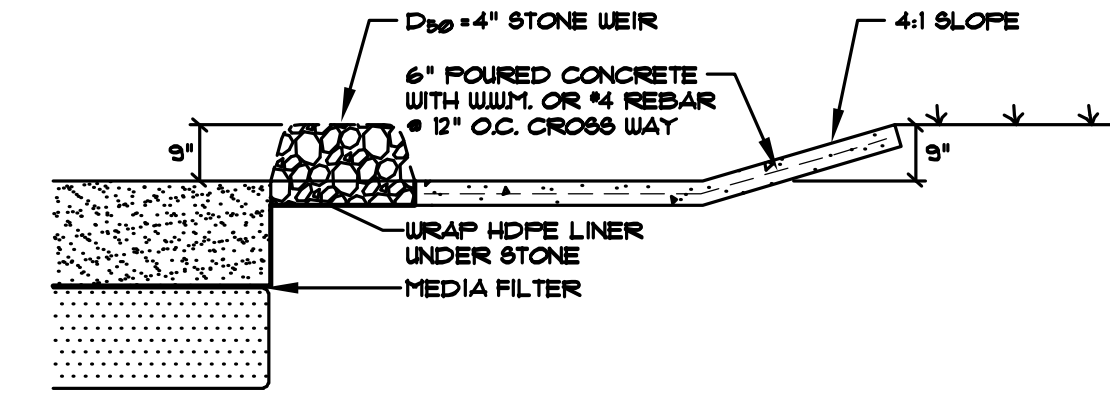 D50 = 4" STONE WEIR
4:1 SLOPE
6" POURED CONCRETE
WITH W.W.M. OR #4 REBAR
@ 12" O.C. CROSS WAY
9"
9"
WRAP HDPE LINER
UNDER STONE
MEDIA FILTER